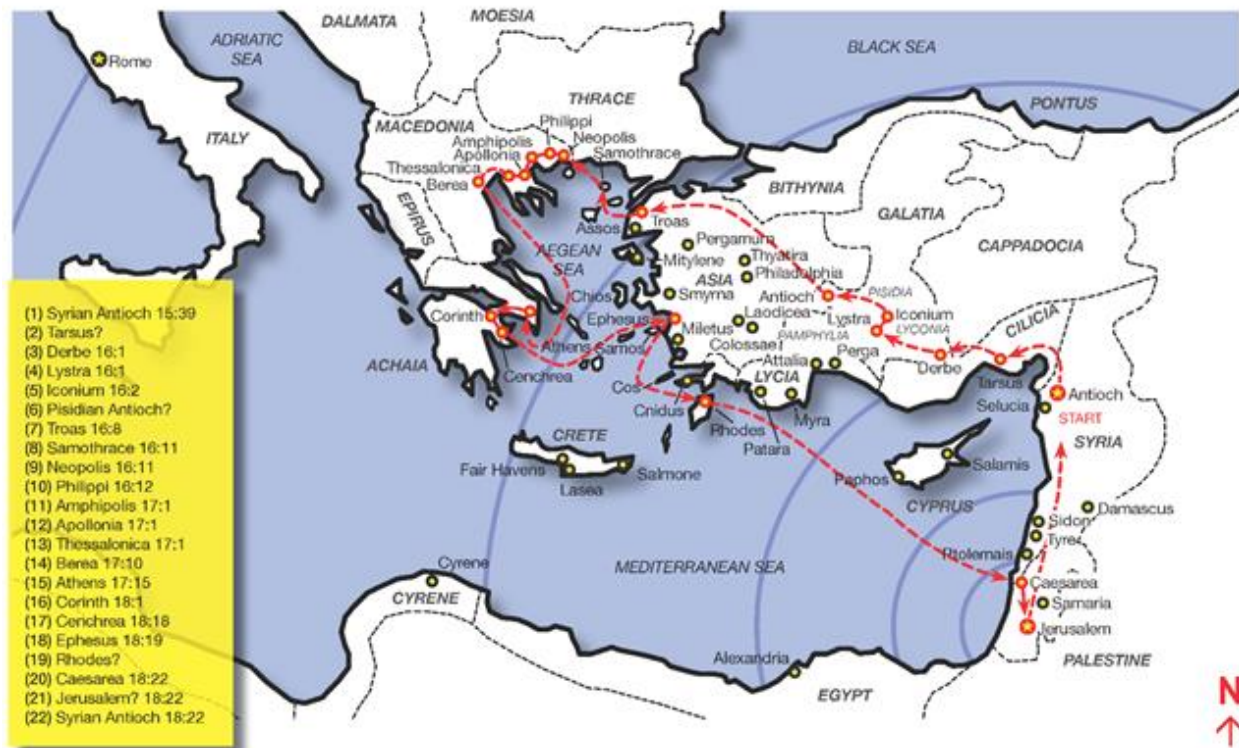 DALMATA
MOESIA
ADRIATIC
SEA
BLACK SEA
Rome
ITALY
THRACE
PONTUS
MACEDONIA
Philippi
Neopolis
Amphipolis
Apollonia
Samothrace
Thessalonica
Berea
BITHYNIA
GALATIA
EPIRUS
CAPPADOCIA
Assos
Troas
AEGEAN
SEA
Pergamum
Mitylene
Thyatira
ASIA
Philadolphia
Chios
Smyrna
Antioch
PISIDIA
Ephesus
Laodicea
Lystra
Iconium
LYCONIA
CILICIA
Corinth
Miletus
PAMPHYLIA
Colossae
Athens
Samos
ACHAIA
Cenchrea
Attalia
Perga
Derbe
Tarsus
Antioch
LYCIA
Cos
Cnidus
Myra
Selucia
START
Rhodes
Patara
SYRIA
CRETE
Fair Havens
Salmone
Lasea
Salamis
Paphos
CYPRUS
Damascus
Sidon
Tyre
Ptolemais
MEDITERRANEAN SEA
Cyrene
CYRENE
Caesarea
Samaria
Jerusalem
PALESTINE
Alexandria
EGYPT
N
(1) Syrian Antioch 15:39
(2) Tarsus?
(3) Derbe 16:1
(4) Lystra 16:1
(5) Iconium 16:2
(6) Pisidian Antioch?
(7) Troas 16:8
(8) Samothrace 16:11
(9) Neopolis 16:11
(10) Philippi 16:12
(11) Amphipolis 17:1
(12) Apollonia 17:1
(13) Thessalonica 17:1
(14) Berea 17:10
(15) Athens 17:15
(16) Corinth 18:1
(17) Cenchrea 18:18
(18) Ephesus 18:19
(19) Rhodes?
(20) Caesarea 18:22
(21) Jerusalem? 18:22
(22) Syrian Antioch 18:22